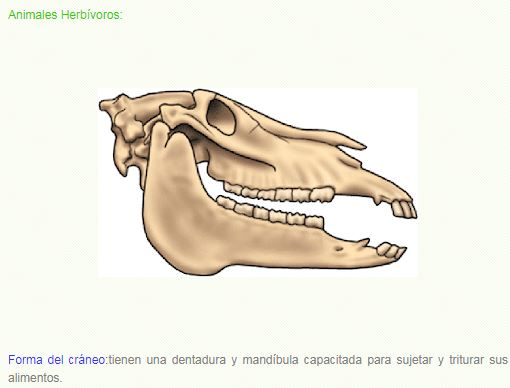 Animales Herbívoros:
Forma del cráneo:tienen una dentadura y mandíbula capacitada para sujetar y triturar sus
alimentos.